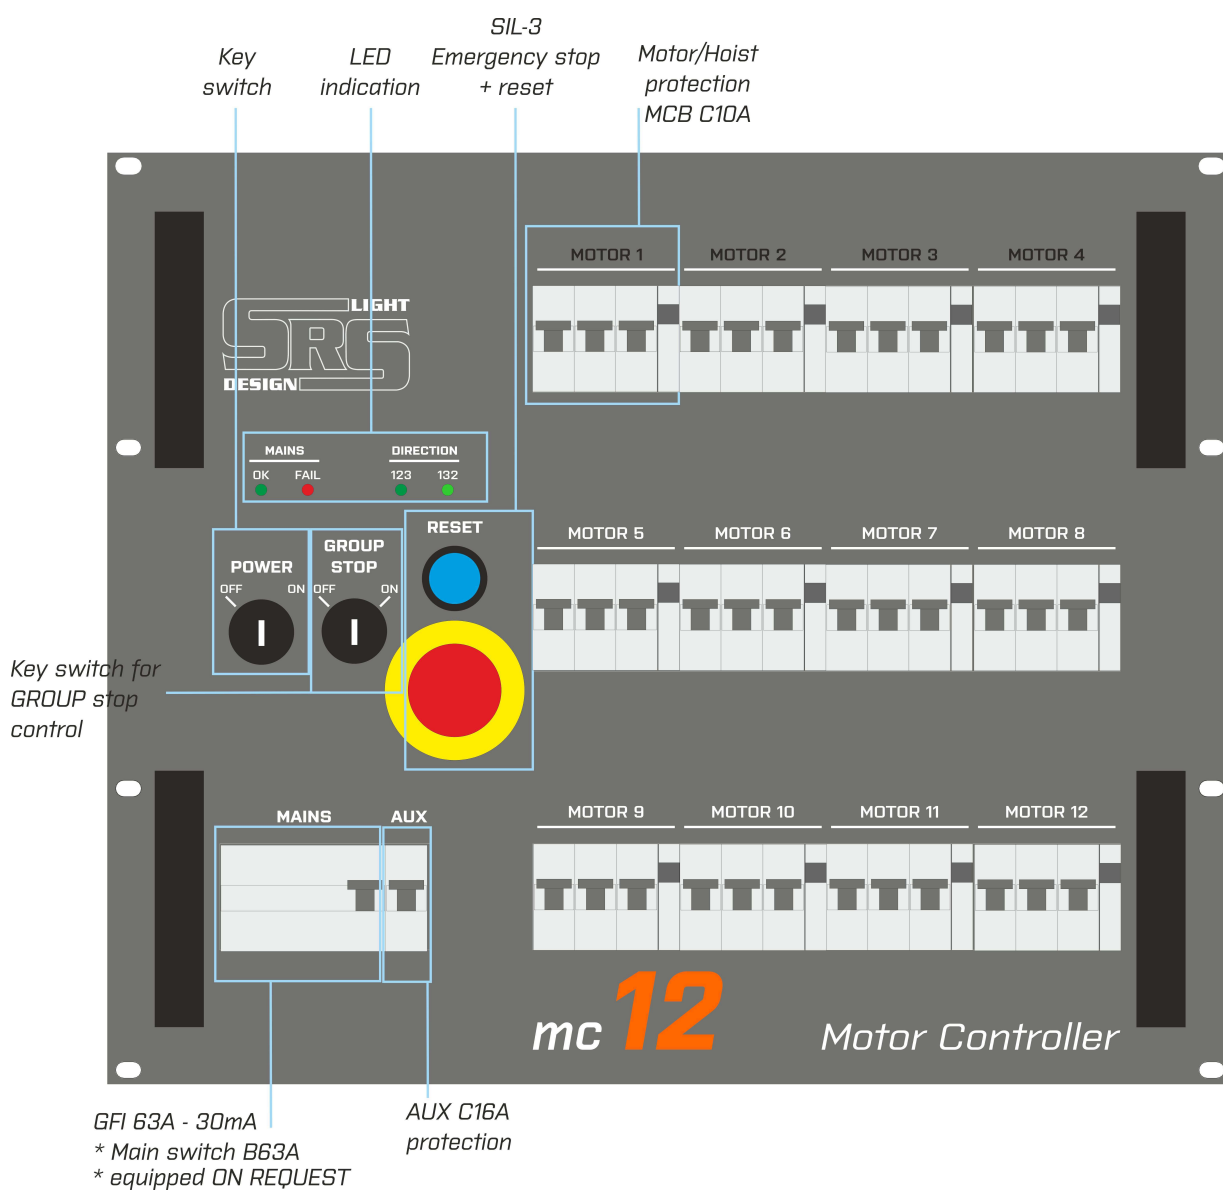 SIL-3
Emergency stop
+ reset
Key
switch
LED
indication
Motor/Hoist
protection
MCB C10A
MOTOR 1
MOTOR 2
MOTOR 3
MOTOR 4
LIGHT
SRS
DESIGN
MAINS
DIRECTION
OK
FAIL
123
132
RESET
GROUP
STOP
POWER
OFF
ON
OFF
ON
MOTOR 5
MOTOR 6
MOTOR 7
MOTOR 8
Key switch for
GROUP stop
control
MAINS
AUX
MOTOR 9
MOTOR 10
MOTOR 11
MOTOR 12
mc 12
Motor Controller
GFI 63A - 30mA
* Main switch B63A
* equipped ON REQUEST
AUX C16A
protection